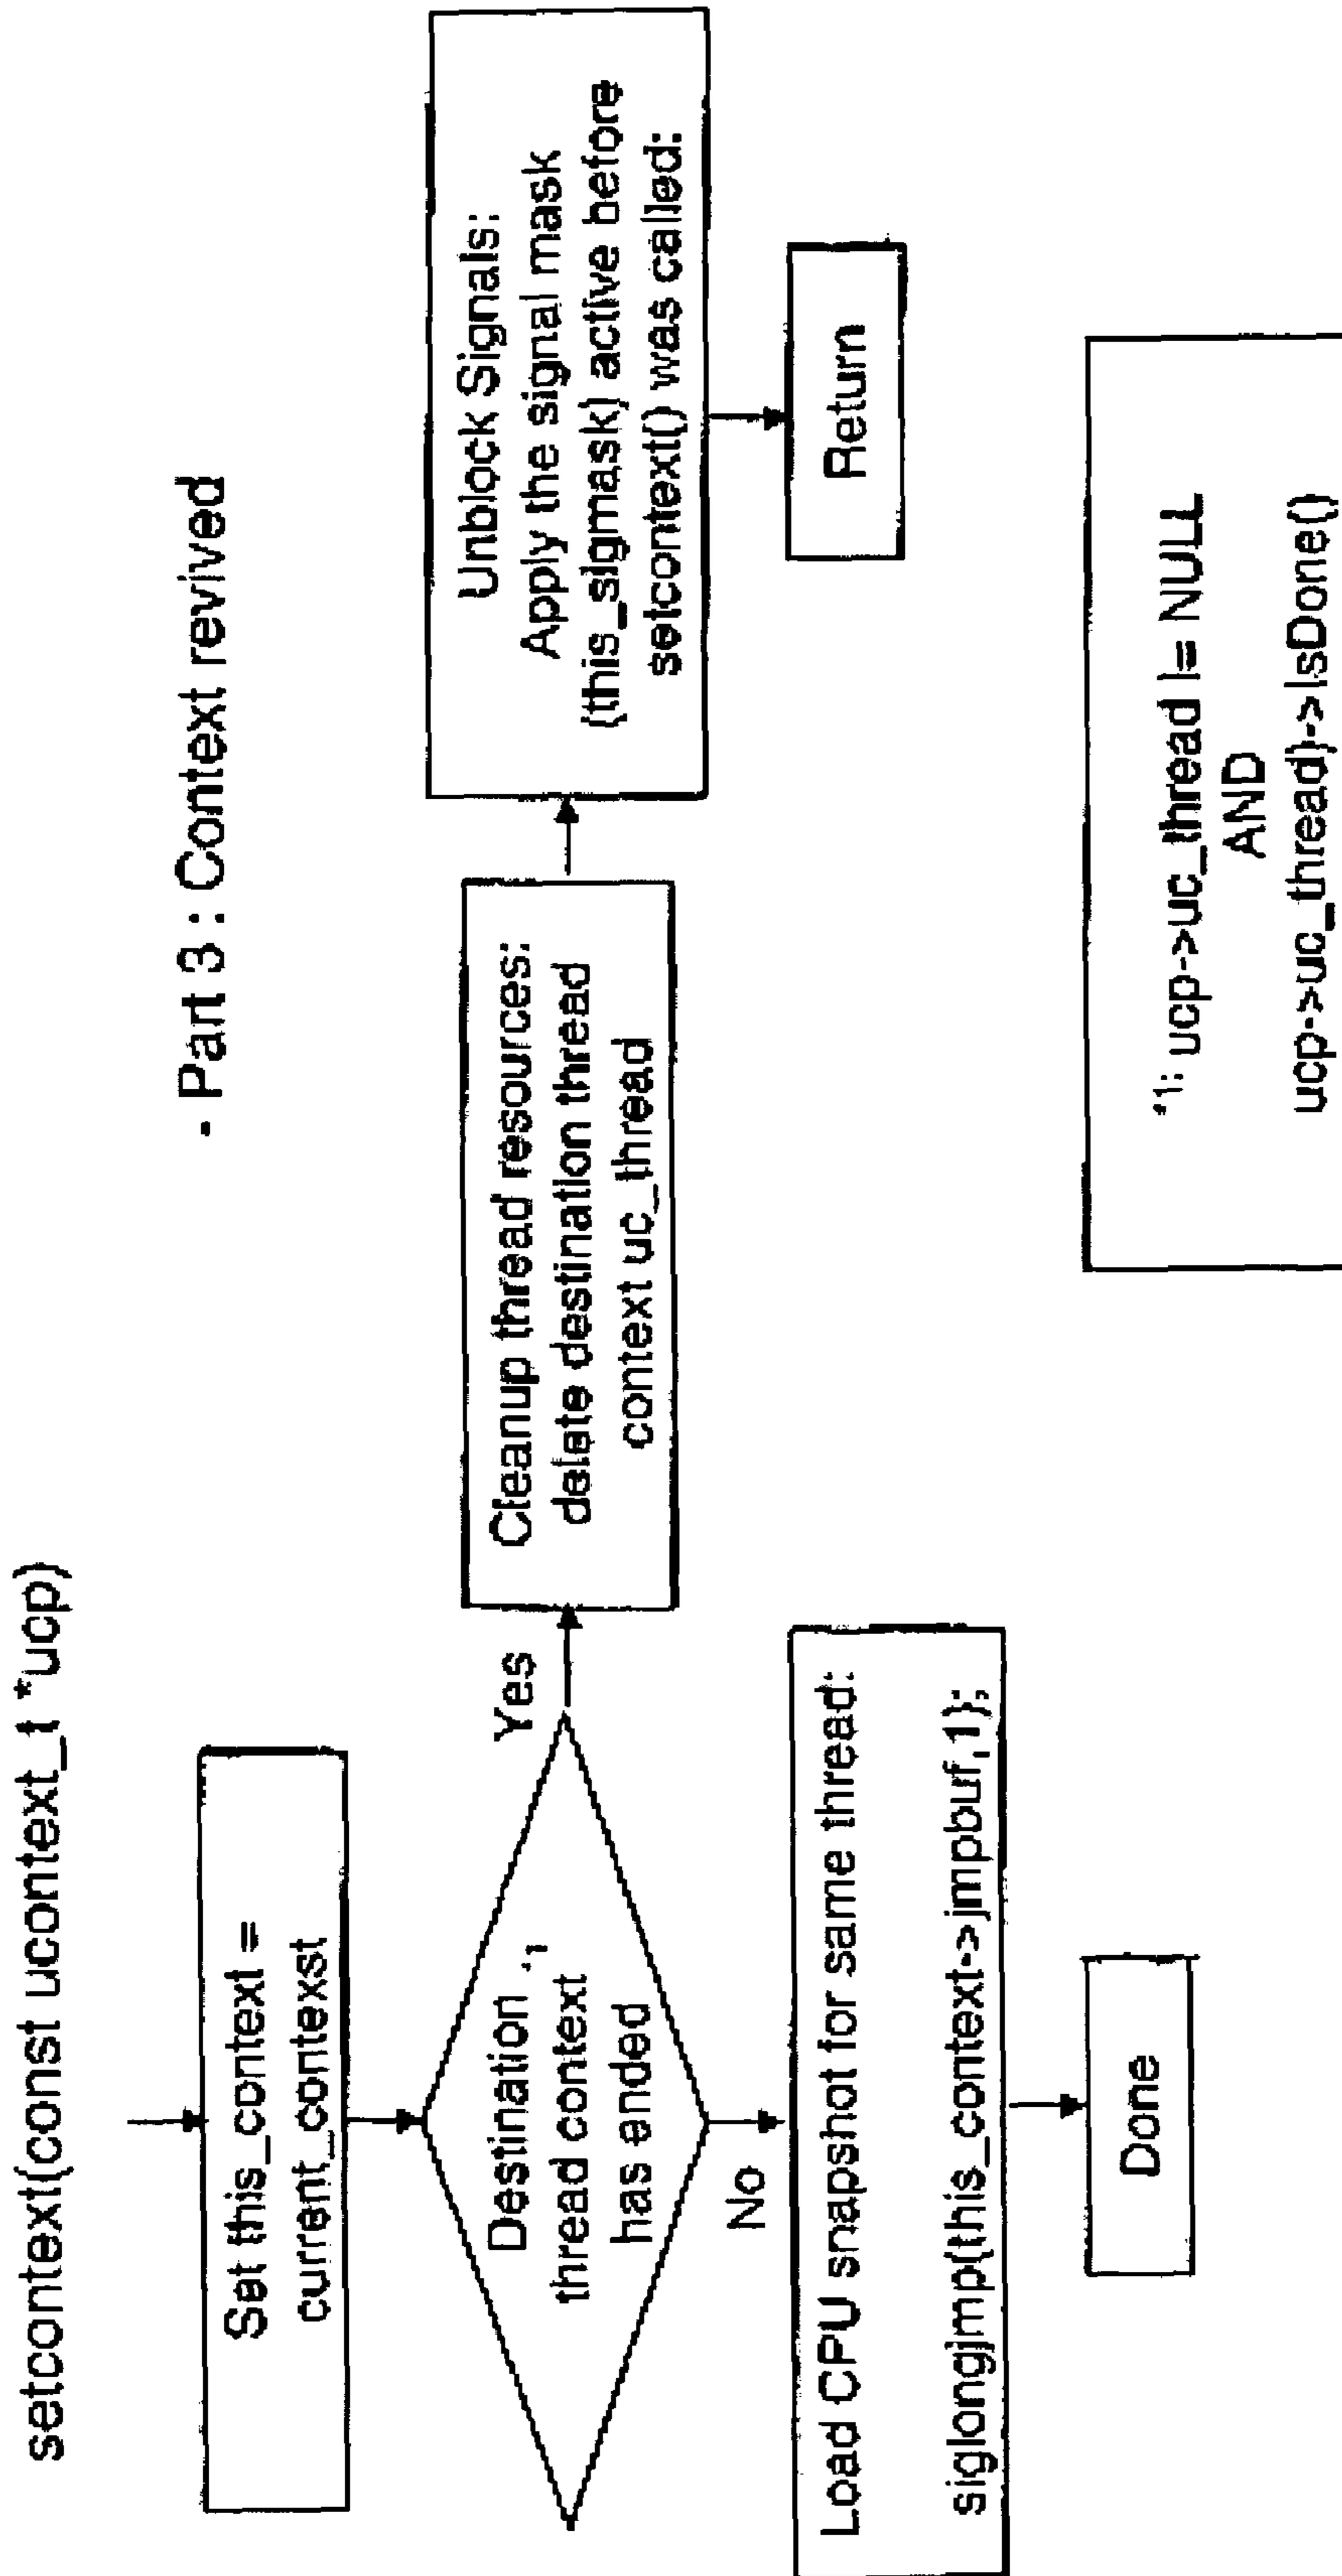 setcontext(const ucontext_t *ucp)
- Part 3 : Context revived
Set this_context =
current_contexst
Destination *1
thread context
has ended
Yes
No
Cleanup thread resources:
delete destination thread
context uc_thread
Unblock Signals:
Apply the signal mask
(this_sigmask) active before
setcontext() was called:
Return
Load CPU snapshot for same thread:
siglongjmp(this_context->jmpbuf,1);
Done
*1: ucp->uc_thread != NULL
AND
ucp->uc_thread)->IsDone()